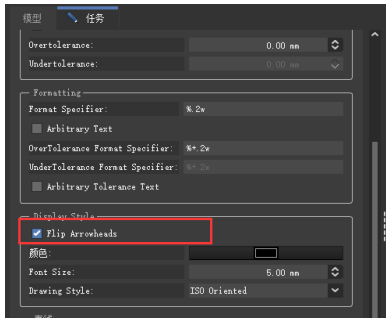 模型 任务
Overtolerance: 0.00 mm
Undertolerance: 0.00 mm
Formatting
Format Specifier: %.2w
Arbitrary Text
OverTolerance Format Specifier: %+.2w
UnderTolerance Format Specifier: %+.2w
Arbitrary Tolerance Text
Display Style
Flip Arrowheads
颜色:
Font Size: 5.00 mm
Drawing Style: ISO Oriented